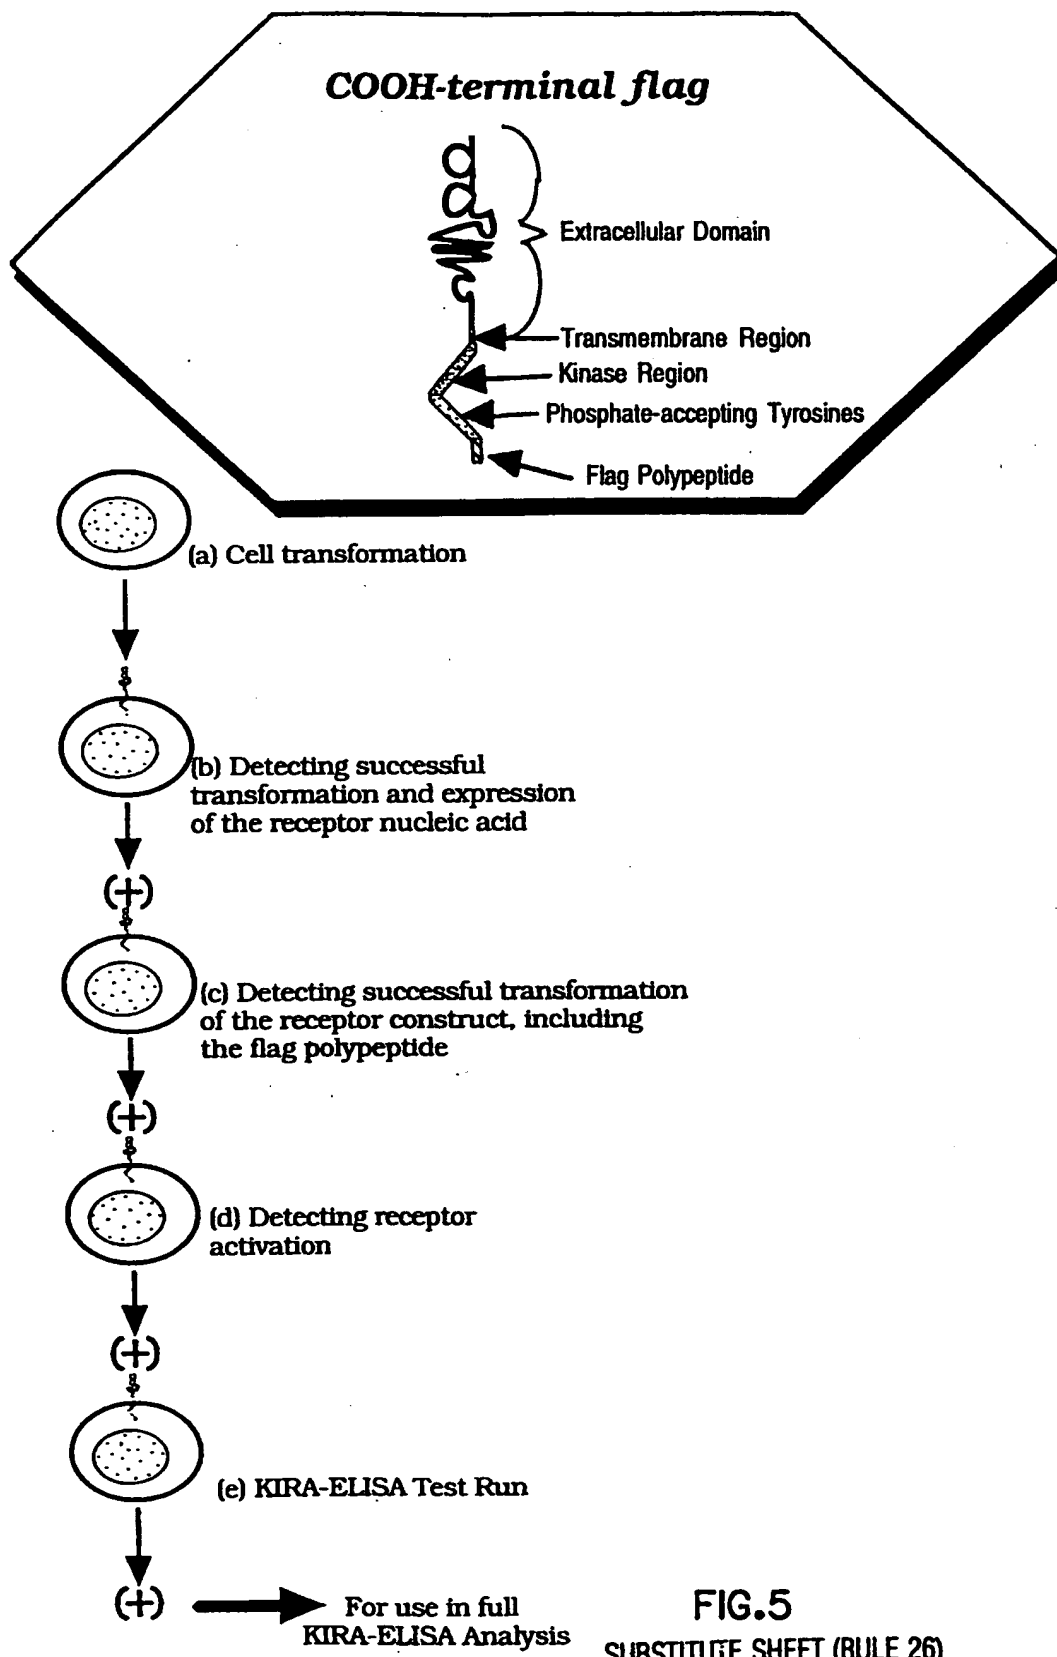 COOH-terminal flag
Extracellular Domain
Transmembrane Region
Kinase Region
Phosphate-accepting Tyrosines
Flag Polypeptide
(a) Cell transformation
(b) Detecting successful
transformation and expression
of the receptor nucleic acid
(+)
(c) Detecting successful transformation
of the receptor construct, including
the flag polypeptide
(+)
(d) Detecting receptor
activation
(+)
(e) KIRA-ELISA Test Run
(+)
For use in full
KIRA-ELISA Analysis
FIG.5
SUBSTITUTE SHEET (RULE 26)